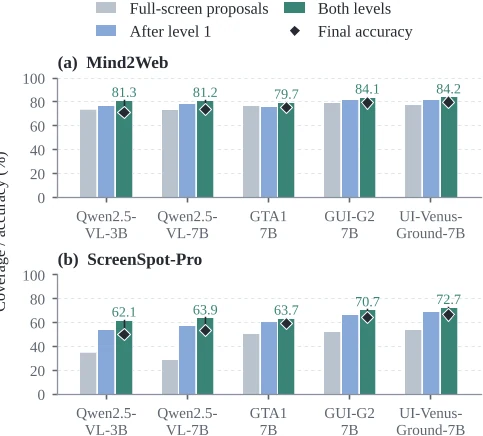 Full-screen proposals
Both levels
After level 1
Final accuracy
(a) Mind2Web
100
80
60
40
20
0
81.3
81.2
79.7
84.1
84.2
Qwen2.5-
VL-3B
Qwen2.5-
VL-7B
GTA1
7B
GUI-G2
7B
UI-Venus-
Ground-7B
Coverage / accuracy (%)
(b) ScreenSpot-Pro
100
80
60
40
20
0
62.1
63.9
63.7
70.7
72.7
Qwen2.5-
VL-3B
Qwen2.5-
VL-7B
GTA1
7B
GUI-G2
7B
UI-Venus-
Ground-7B